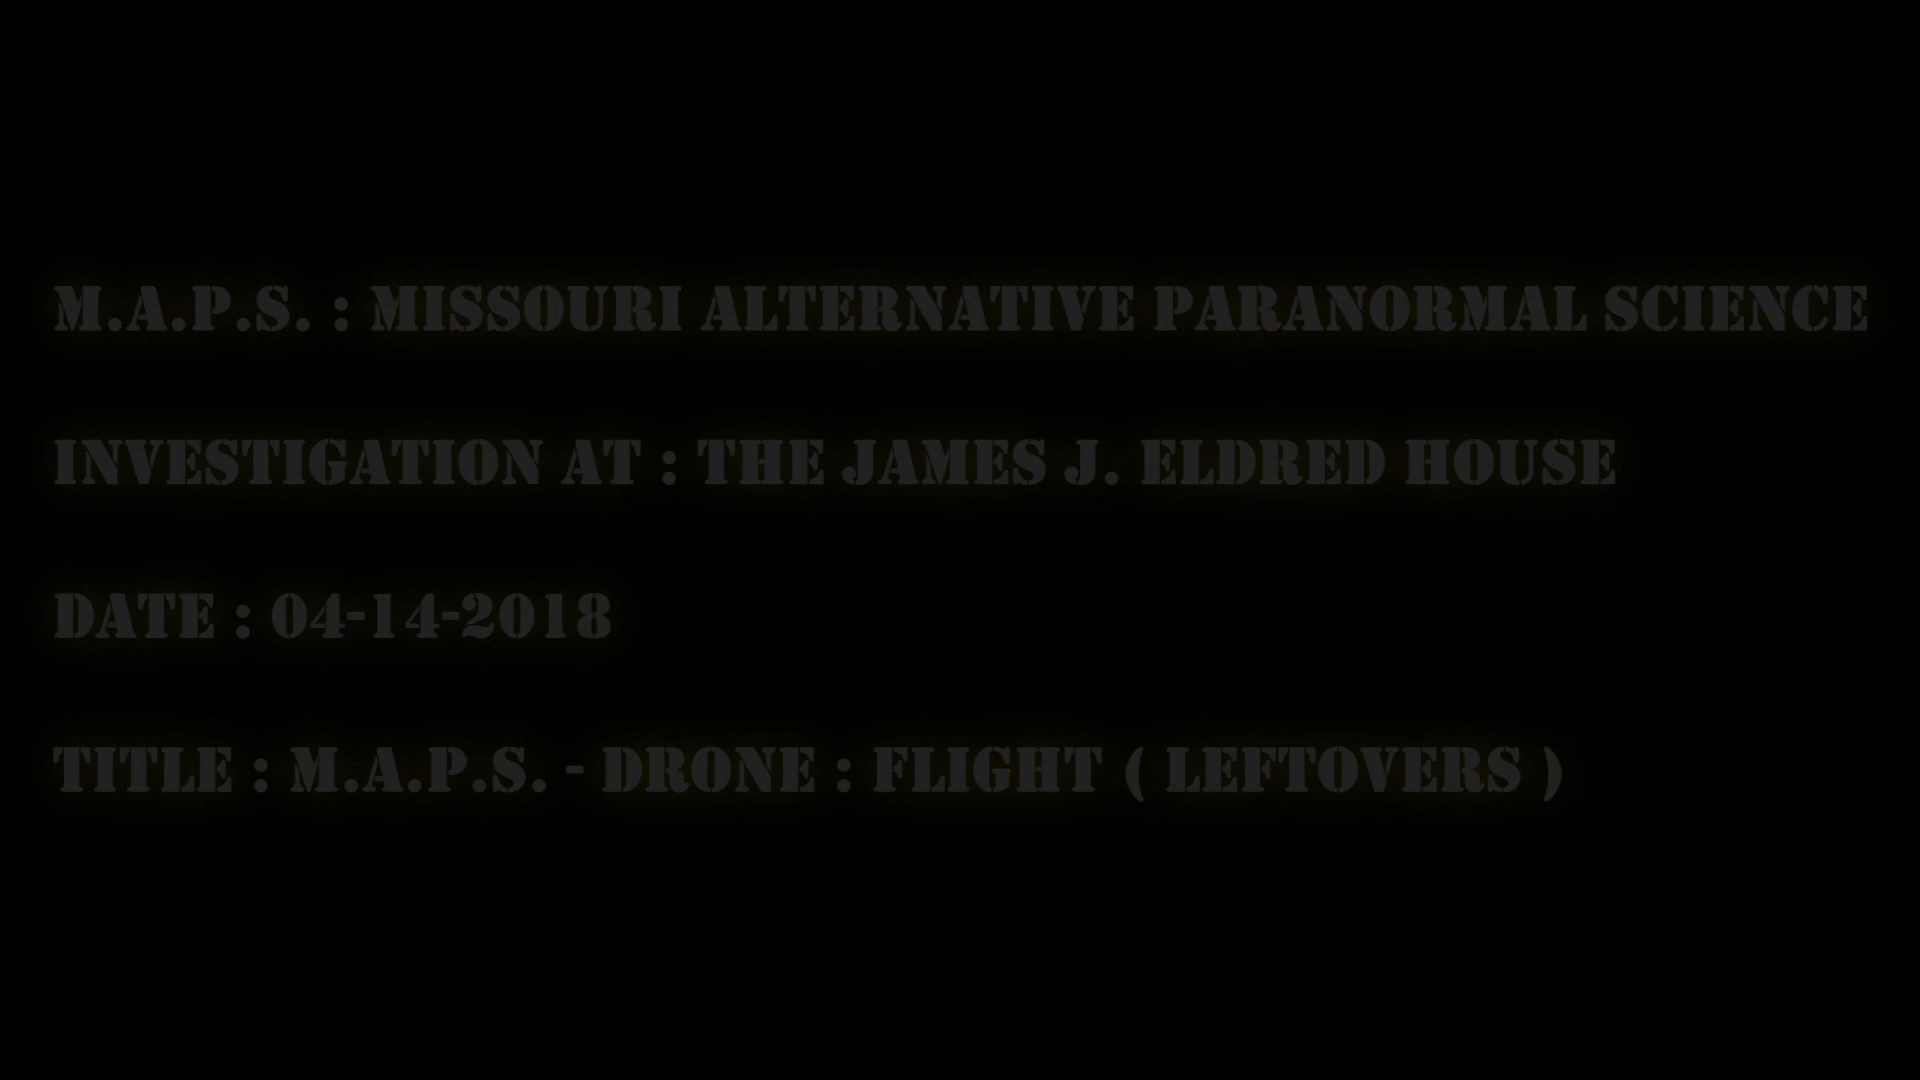 M.A.P.S. : MISSOURI ALTERNATIVE PARANORMAL SCIENCE
INVESTIGATION AT : THE JAMES J. ELDRED HOUSE
DATE : 04-14-2018
TITLE : M.A.P.S. - DRONE : FLIGHT ( LEFTOVERS )